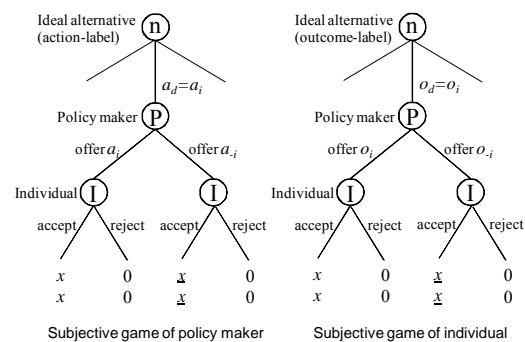 Ideal alternative (action-label)
n
a_d=a_i
Policy maker
P
offer a_i
offer a_-i
Individual
I
I
accept
reject
accept
reject
x
0
x
0
x
0
x
0
Subjective game of policy maker
Ideal alternative (outcome-label)
n
o_d=o_i
Policy maker
P
offer o_i
offer o_-i
Individual
I
I
accept
reject
accept
reject
x
0
x
0
x
0
x
0
Subjective game of individual